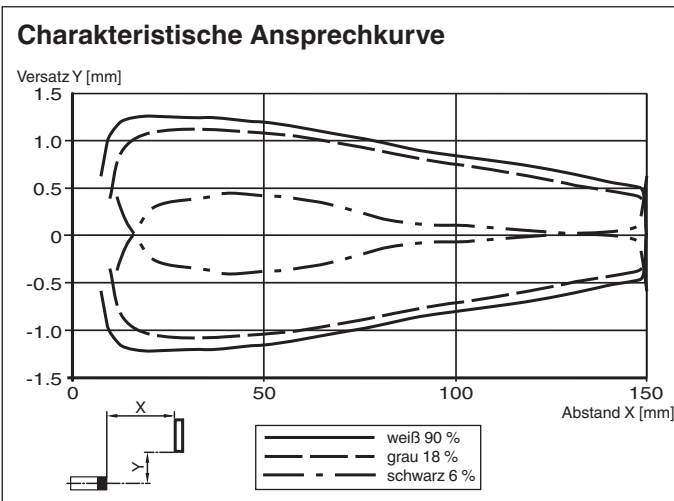 Charakteristische Ansprechkurve
Versatz Y [mm]
1.5
1.0
0.5
0
-0.5
-1.0
-1.5
0
50
100
150
Abstand X [mm]
X
Y
weiß 90 %
grau 18 %
schwarz 6 %